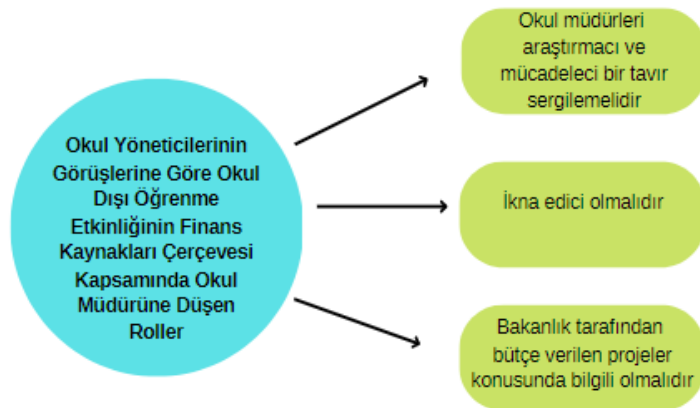 Okul Yöneticilerinin
Görüşlerine Göre Okul
Dışı Öğrenme
Etkinliğinin Finans
Kaynakları Çerçevesi
Kapsamında Okul
Müdürüne Düşen
Roller
Okul müdürleri
araştırmacı ve
mücadeleci bir tavır
sergilemelidir
İkna edici olmalıdır
Bakanlık tarafından
bütçe verilen projeler
konusunda bilgili olmalıdır